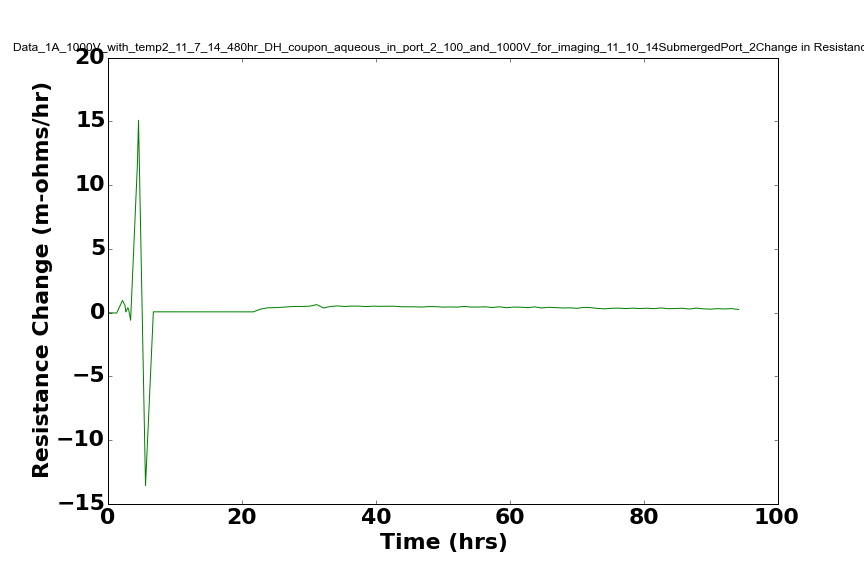 Data_1A_1000V_with_temp2_11_7_14_480hr_DH_coupon_aqueous_in_port_2_100_and_1000V_for_imaging_11_10_14SubmergedPort_2Change in Resistanc
20
15
10
5
0
−5
−10
−15
Resistance Change (m-ohms/hr)
0 20 40 60 80 100
Time (hrs)